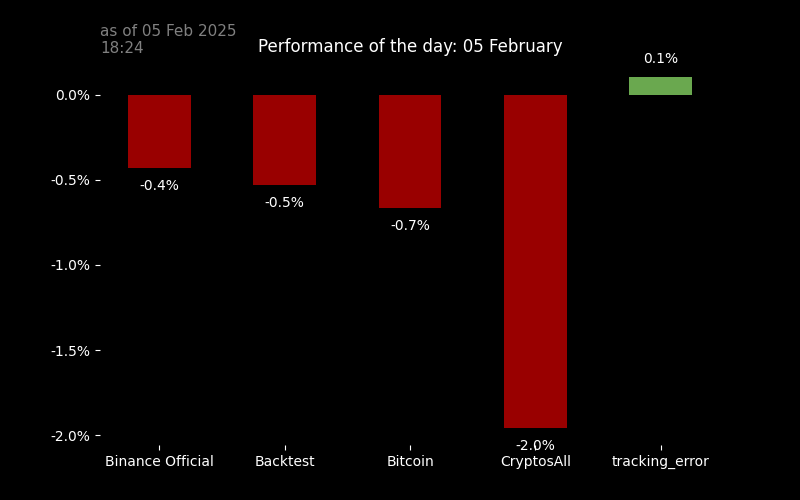 as of 05 Feb 2025
18:24
Performance of the day: 05 February
0.1%
0.0%
-0.4%
-0.5%
-0.5%
-0.7%
-1.0%
-1.5%
-2.0%
-2.0%
Binance Official
Backtest
Bitcoin
CryptosAll
tracking_error